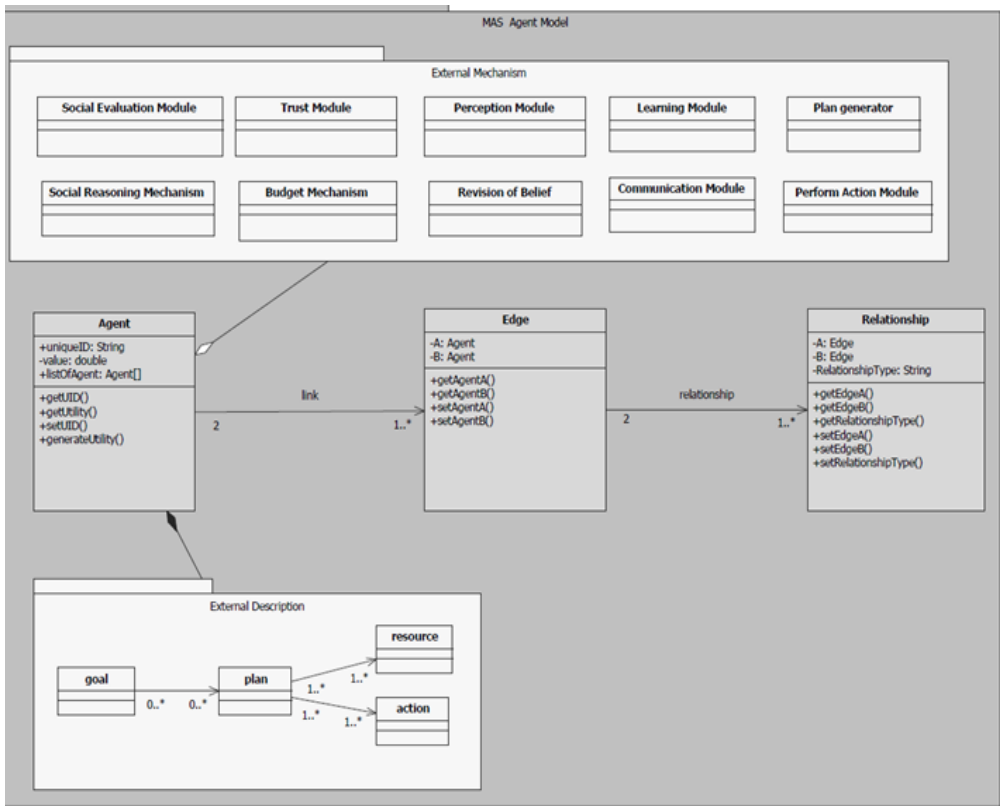 MAS Agent Model
External Mechanism
Social Evaluation Module
Trust Module
Perception Module
Learning Module
Plan generator
Social Reasoning Mechanism
Budget Mechanism
Revision of Belief
Communication Module
Perform Action Module
Agent
+uniqueID: String
-value: double
+listOfAgent: Agent[]
+getUID()
+getUtility()
+setUID()
+generateUtility()
link
2
1..*
Edge
-A: Agent
-B: Agent
+getAgentA()
+getAgentB()
+setAgentA()
+setAgentB()
relationship
2
1..*
Relationship
-A: Edge
-B: Edge
-RelationshipType: String
+getEdgeA()
+getEdgeB()
+getRelationshipType()
+setEdgeA()
+setEdgeB()
+setRelationshipType()
External Description
goal
0..*
0..*
plan
1..*
1..*
resource
1..*
1..*
action